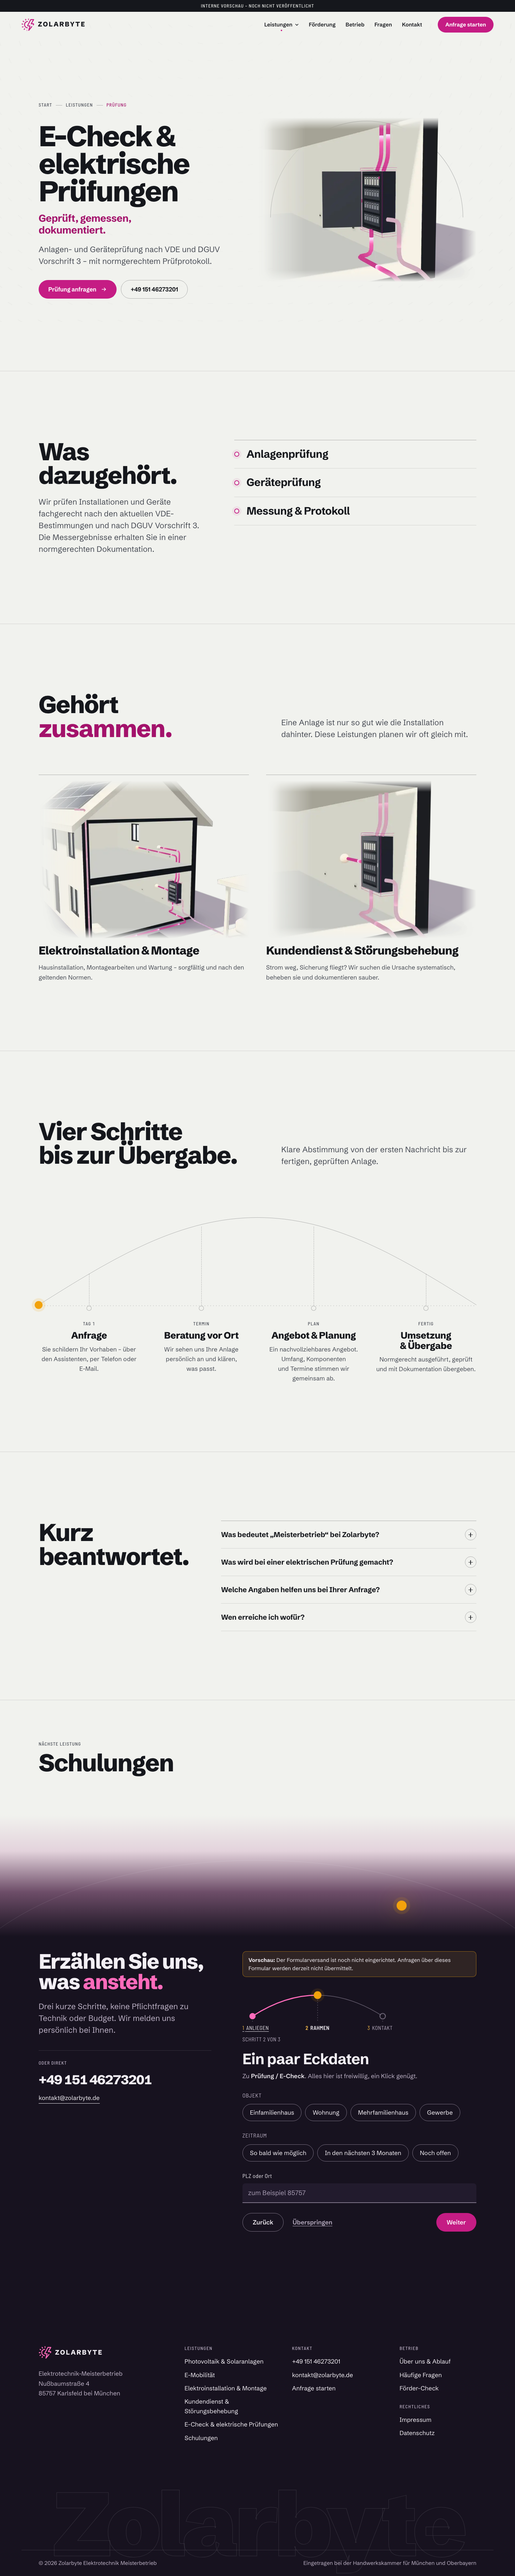 INTERNE VORSCHAU – NOCH NICHT VERÖFFENTLICHT
ZOLARBYTE
Leistungen
Förderung
Betrieb
Fragen
Kontakt
Anfrage starten
START — LEISTUNGEN — PRÜFUNG
E-Check &
elektrische
Prüfungen
Geprüft, gemessen,
dokumentiert.
Anlagen- und Geräteprüfung nach VDE und DGUV
Vorschrift 3 – mit normgerechtem Prüfprotokoll.
Prüfung anfragen →
+49 151 46273201
Was
dazugehört.
Wir prüfen Installationen und Geräte
fachgerecht nach den aktuellen VDE-
Bestimmungen und nach DGUV Vorschrift 3.
Die Messergebnisse erhalten Sie in einer
normgerechten Dokumentation.
Anlagenprüfung
Geräteprüfung
Messung & Protokoll
Gehört
zusammen.
Eine Anlage ist nur so gut wie die Installation
dahinter. Diese Leistungen planen wir oft gleich mit.
Elektroinstallation & Montage
Hausinstallation, Montagearbeiten und Wartung – sorgfältig und nach den
geltenden Normen.
Kundendienst & Störungsbehebung
Strom weg, Sicherung fliegt? Wir suchen die Ursache systematisch,
beheben sie und dokumentieren sauber.
Vier Schritte
bis zur Übergabe.
Klare Abstimmung von der ersten Nachricht bis zur
fertigen, geprüften Anlage.
TAG 1
Anfrage
Sie schildern Ihr Vorhaben – über
den Assistenten, per Telefon oder
E-Mail.
TERMIN
Beratung vor Ort
Wir sehen uns Ihre Anlage
persönlich an und klären,
was passt.
PLAN
Angebot & Planung
Ein nachvollziehbares Angebot.
Umfang, Komponenten
und Termine stimmen wir
gemeinsam ab.
FERTIG
Umsetzung
& Übergabe
Normgerecht ausgeführt, geprüft
und mit Dokumentation übergeben.
Kurz
beantwortet.
Was bedeutet „Meisterbetrieb“ bei Zolarbyte?
Was wird bei einer elektrischen Prüfung gemacht?
Welche Angaben helfen uns bei Ihrer Anfrage?
Wen erreiche ich wofür?
NÄCHSTE LEISTUNG
Schulungen
Erzählen Sie uns,
was ansteht.
Drei kurze Schritte, keine Pflichtfragen zu
Technik oder Budget. Wir melden uns
persönlich bei Ihnen.
ODER DIREKT
+49 151 46273201
kontakt@zolarbyte.de
Vorschau: Der Formularversand ist noch nicht eingerichtet. Anfragen über dieses
Formular werden derzeit nicht übermittelt.
1 ANLIEGEN
2 RAHMEN
3 KONTAKT
SCHRITT 2 VON 3
Ein paar Eckdaten
Zu Prüfung / E-Check. Alles hier ist freiwillig, ein Klick genügt.
OBJEKT
Einfamilienhaus
Wohnung
Mehrfamilienhaus
Gewerbe
ZEITRAUM
So bald wie möglich
In den nächsten 3 Monaten
Noch offen
PLZ oder Ort
zum Beispiel 85757
Zurück
Überspringen
Weiter
ZOLARBYTE
Elektrotechnik-Meisterbetrieb
Nußbaumstraße 4
85757 Karlsfeld bei München
LEISTUNGEN
Photovoltaik & Solaranlagen
E-Mobilität
Elektroinstallation & Montage
Kundendienst &
Störungsbehebung
E-Check & elektrische Prüfungen
Schulungen
KONTAKT
+49 151 46273201
kontakt@zolarbyte.de
Anfrage starten
BETRIEB
Über uns & Ablauf
Häufige Fragen
Förder-Check
RECHTLICHES
Impressum
Datenschutz
Zolarbyte
© 2026 Zolarbyte Elektrotechnik Meisterbetrieb
Eingetragen bei der Handwerkskammer für München und Oberbayern